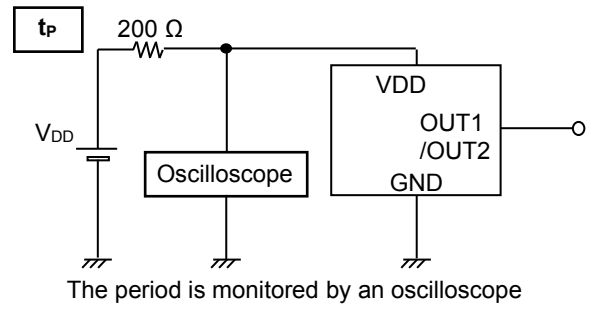 tP
200 Ω
VDD
VDD
OUT1
/OUT2
Oscilloscope
GND
The period is monitored by an oscilloscope